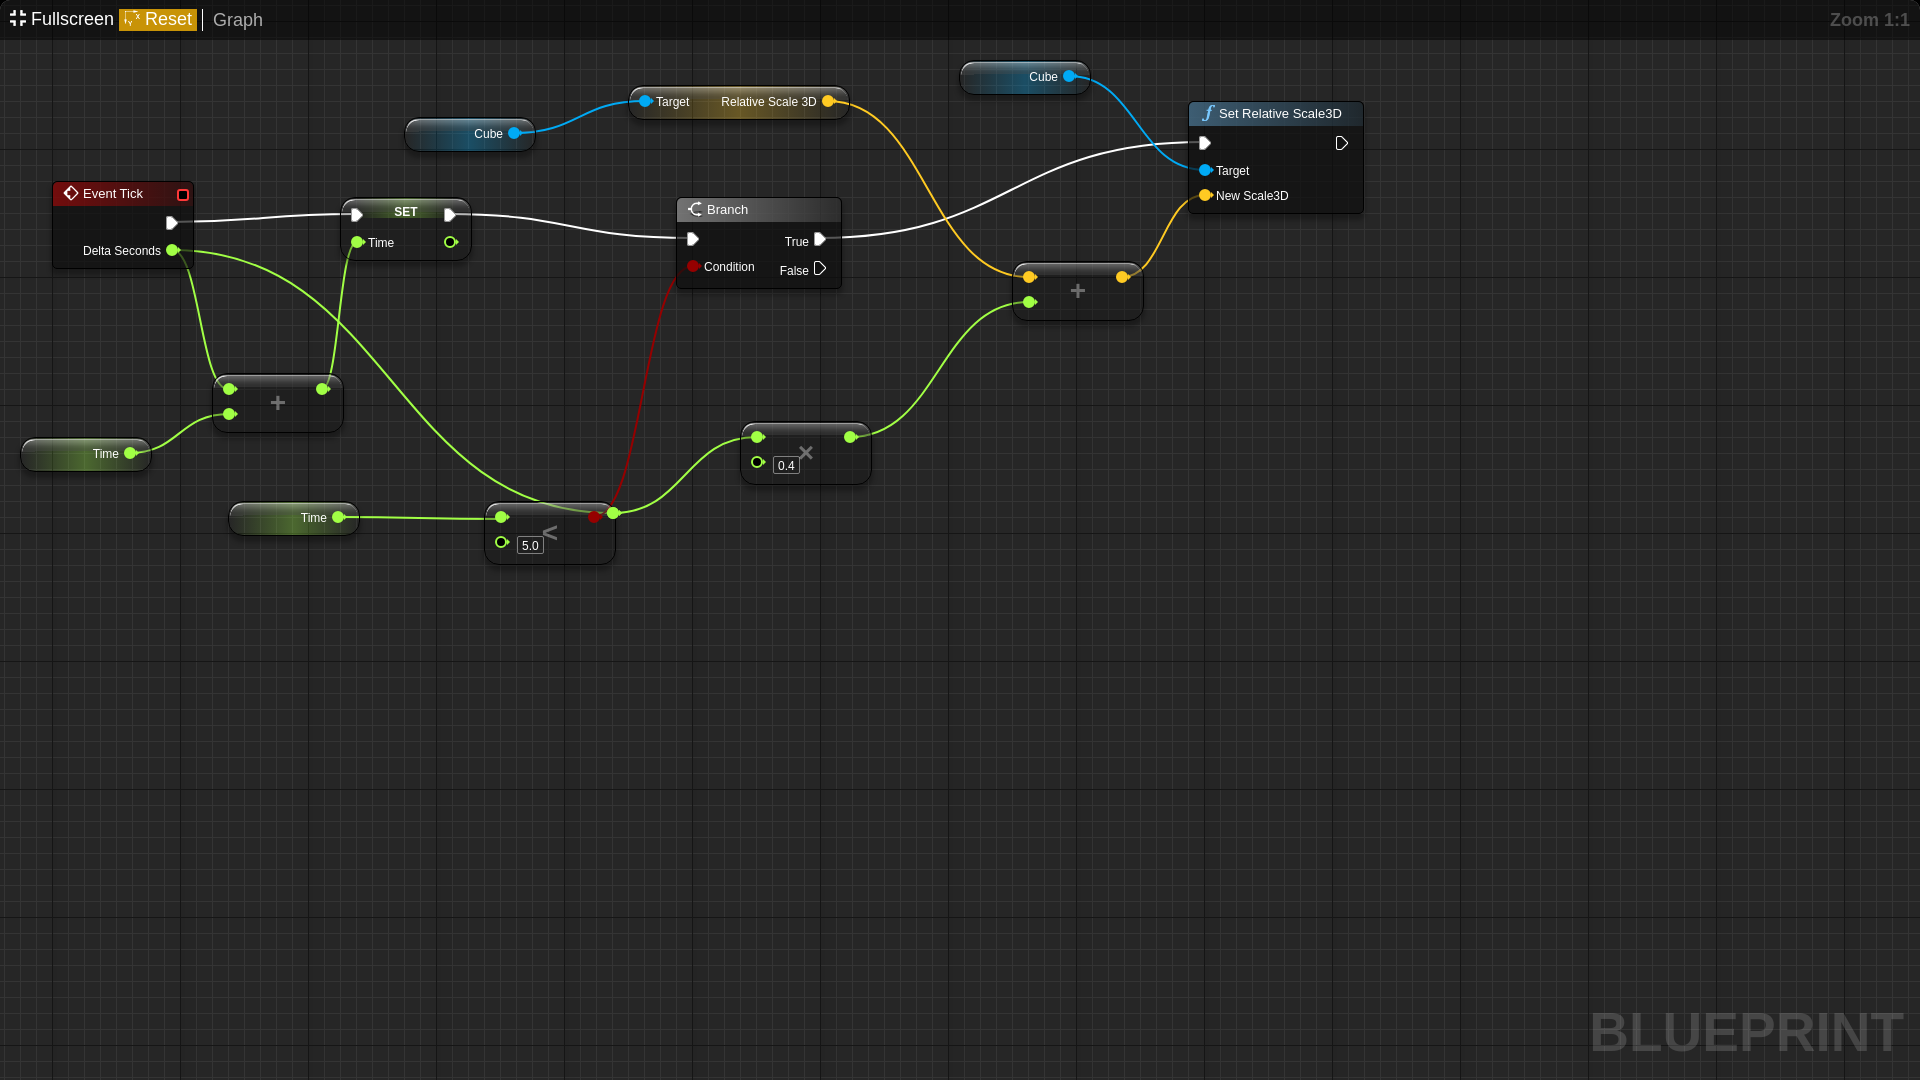 Fullscreen Reset Graph
Zoom 1:1
Cube
Target Relative Scale 3D
Cube
Set Relative Scale3D
Target
New Scale3D
Event Tick
Delta Seconds
SET
Time
Branch
True
Condition
False
+
+
Time
×
0.4
Time
<
5.0
BLUEPRINT